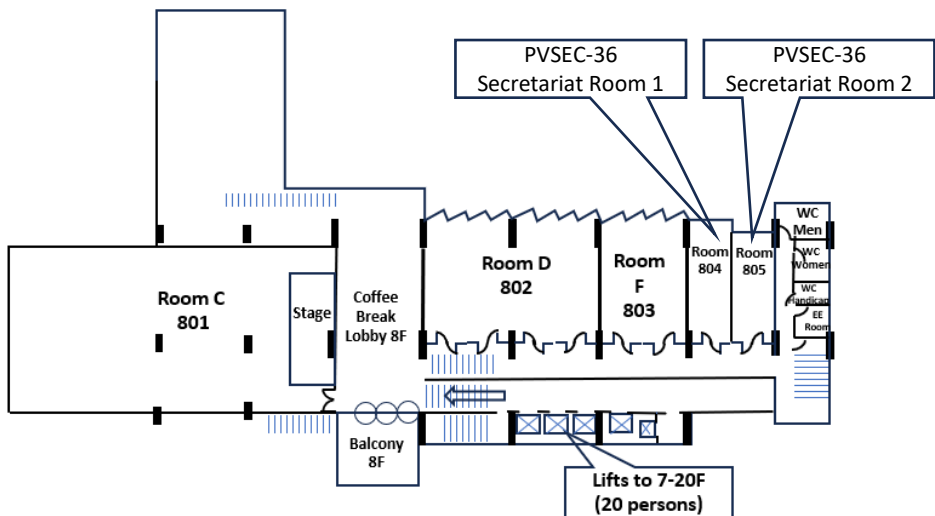 PVSEC-36
Secretariat Room 1
PVSEC-36
Secretariat Room 2
WC
Men
WC
Women
WC
Handicap
EE
Room
Room
804
Room
805
Room
F
803
Room D
802
Coffee
Break
Lobby 8F
Stage
Room C
801
Balcony
8F
Lifts to 7-20F
(20 persons)